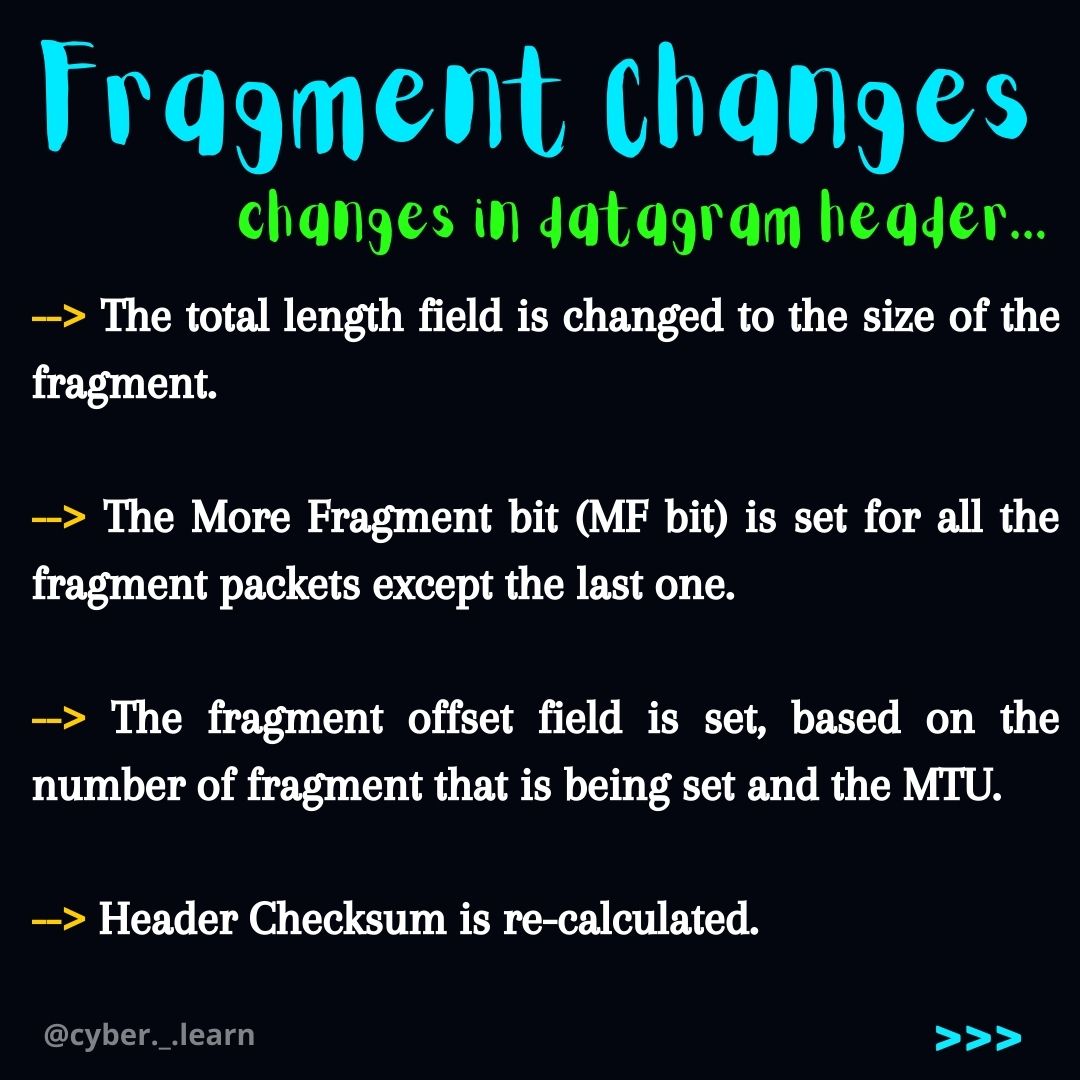 Fragment Changes
changes in datagram header...
--> The total length field is changed to the size of the
fragment.
--> The More Fragment bit (MF bit) is set for all the
fragment packets except the last one.
--> The fragment offset field is set, based on the
number of fragment that is being set and the MTU.
--> Header Checksum is re-calculated.
@cyber._.learn
>>>